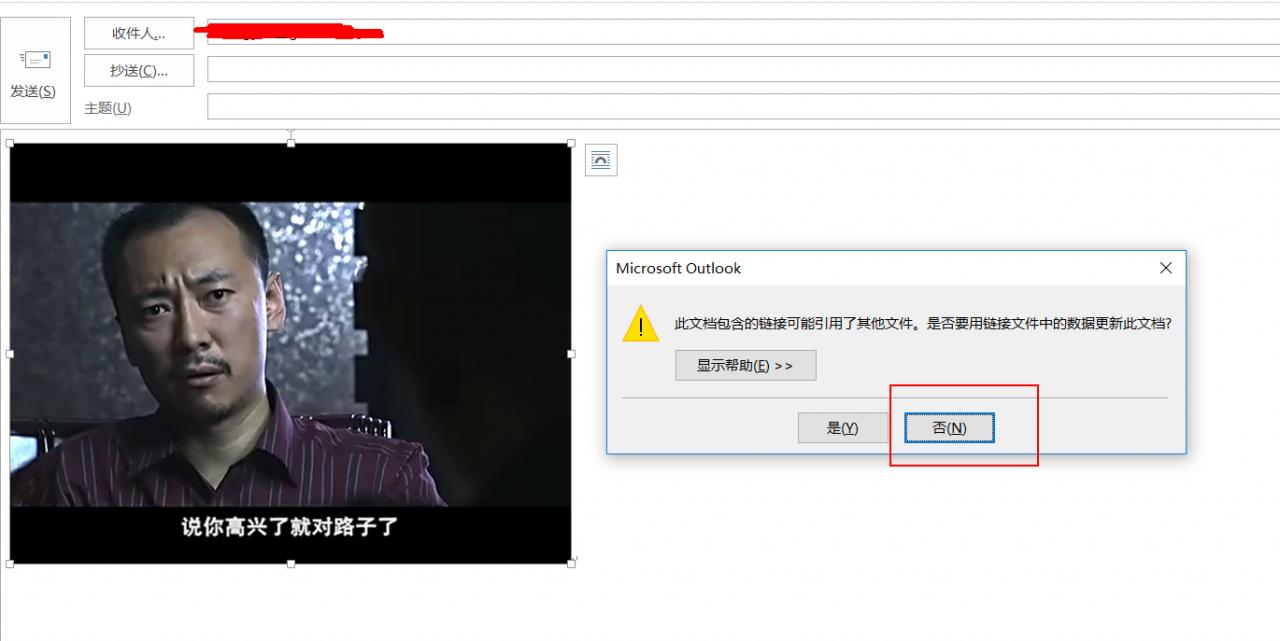 收件人...
抄送(C)...
发送(S)
主题(U)
Microsoft Outlook
此文档包含的链接可能引用了其他文件。是否要用链接文件中的数据更新此文档?
显示帮助(E) >>
是(Y)
否(N)
说你高兴了就对路子了